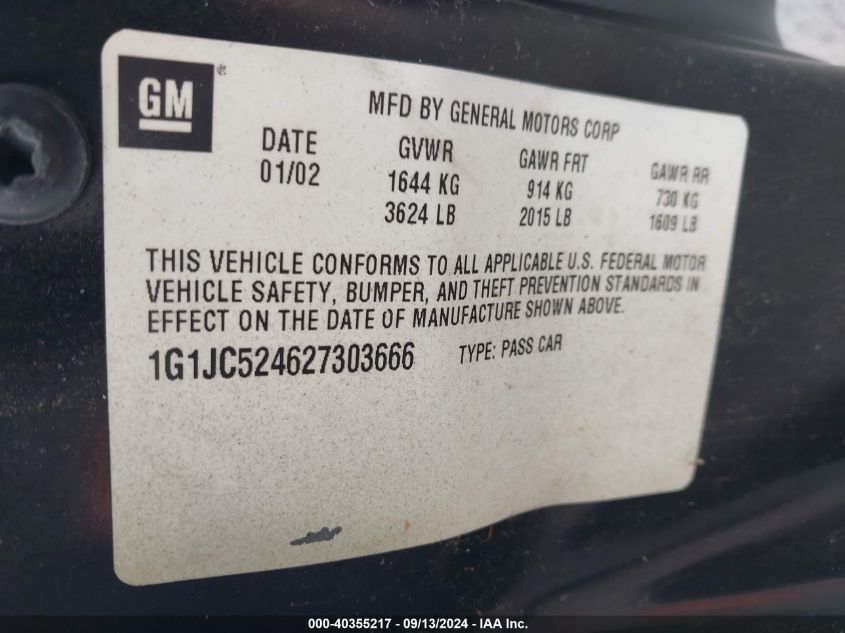 GM
MFD BY GENERAL MOTORS CORP
DATE GVWR GAWR FRT GAWR RR
01/02 1644 KG 914 KG 730 KG
3624 LB 2015 LB 1609 LB
THIS VEHICLE CONFORMS TO ALL APPLICABLE U.S. FEDERAL MOTOR
VEHICLE SAFETY, BUMPER, AND THEFT PREVENTION STANDARDS IN
EFFECT ON THE DATE OF MANUFACTURE SHOWN ABOVE.
1G1JC524627303666 TYPE: PASS CAR
000-40355217 - 09/13/2024 - IAA Inc.